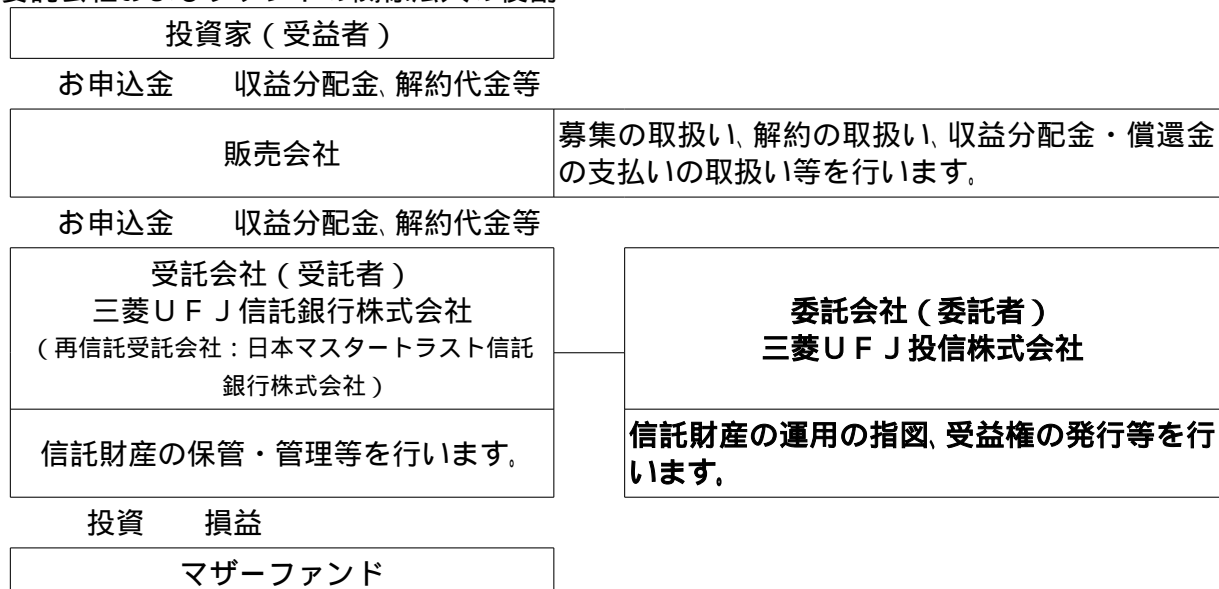 投資家(受益者)
お申込金 収益分配金、解約代金等
販売会社
募集の取扱い、解約の取扱い、収益分配金・償還金
の支払いの取扱い等を行います。
お申込金 収益分配金、解約代金等
受託会社(受託者)
三菱UFJ信託銀行株式会社
(再信託受託会社:日本マスタートラスト信託
銀行株式会社)
委託会社(委託者)
三菱UFJ投信株式会社
信託財産の保管・管理等を行います。
信託財産の運用の指図、受益権の発行等を行
います。
投資 損益
マザーファンド